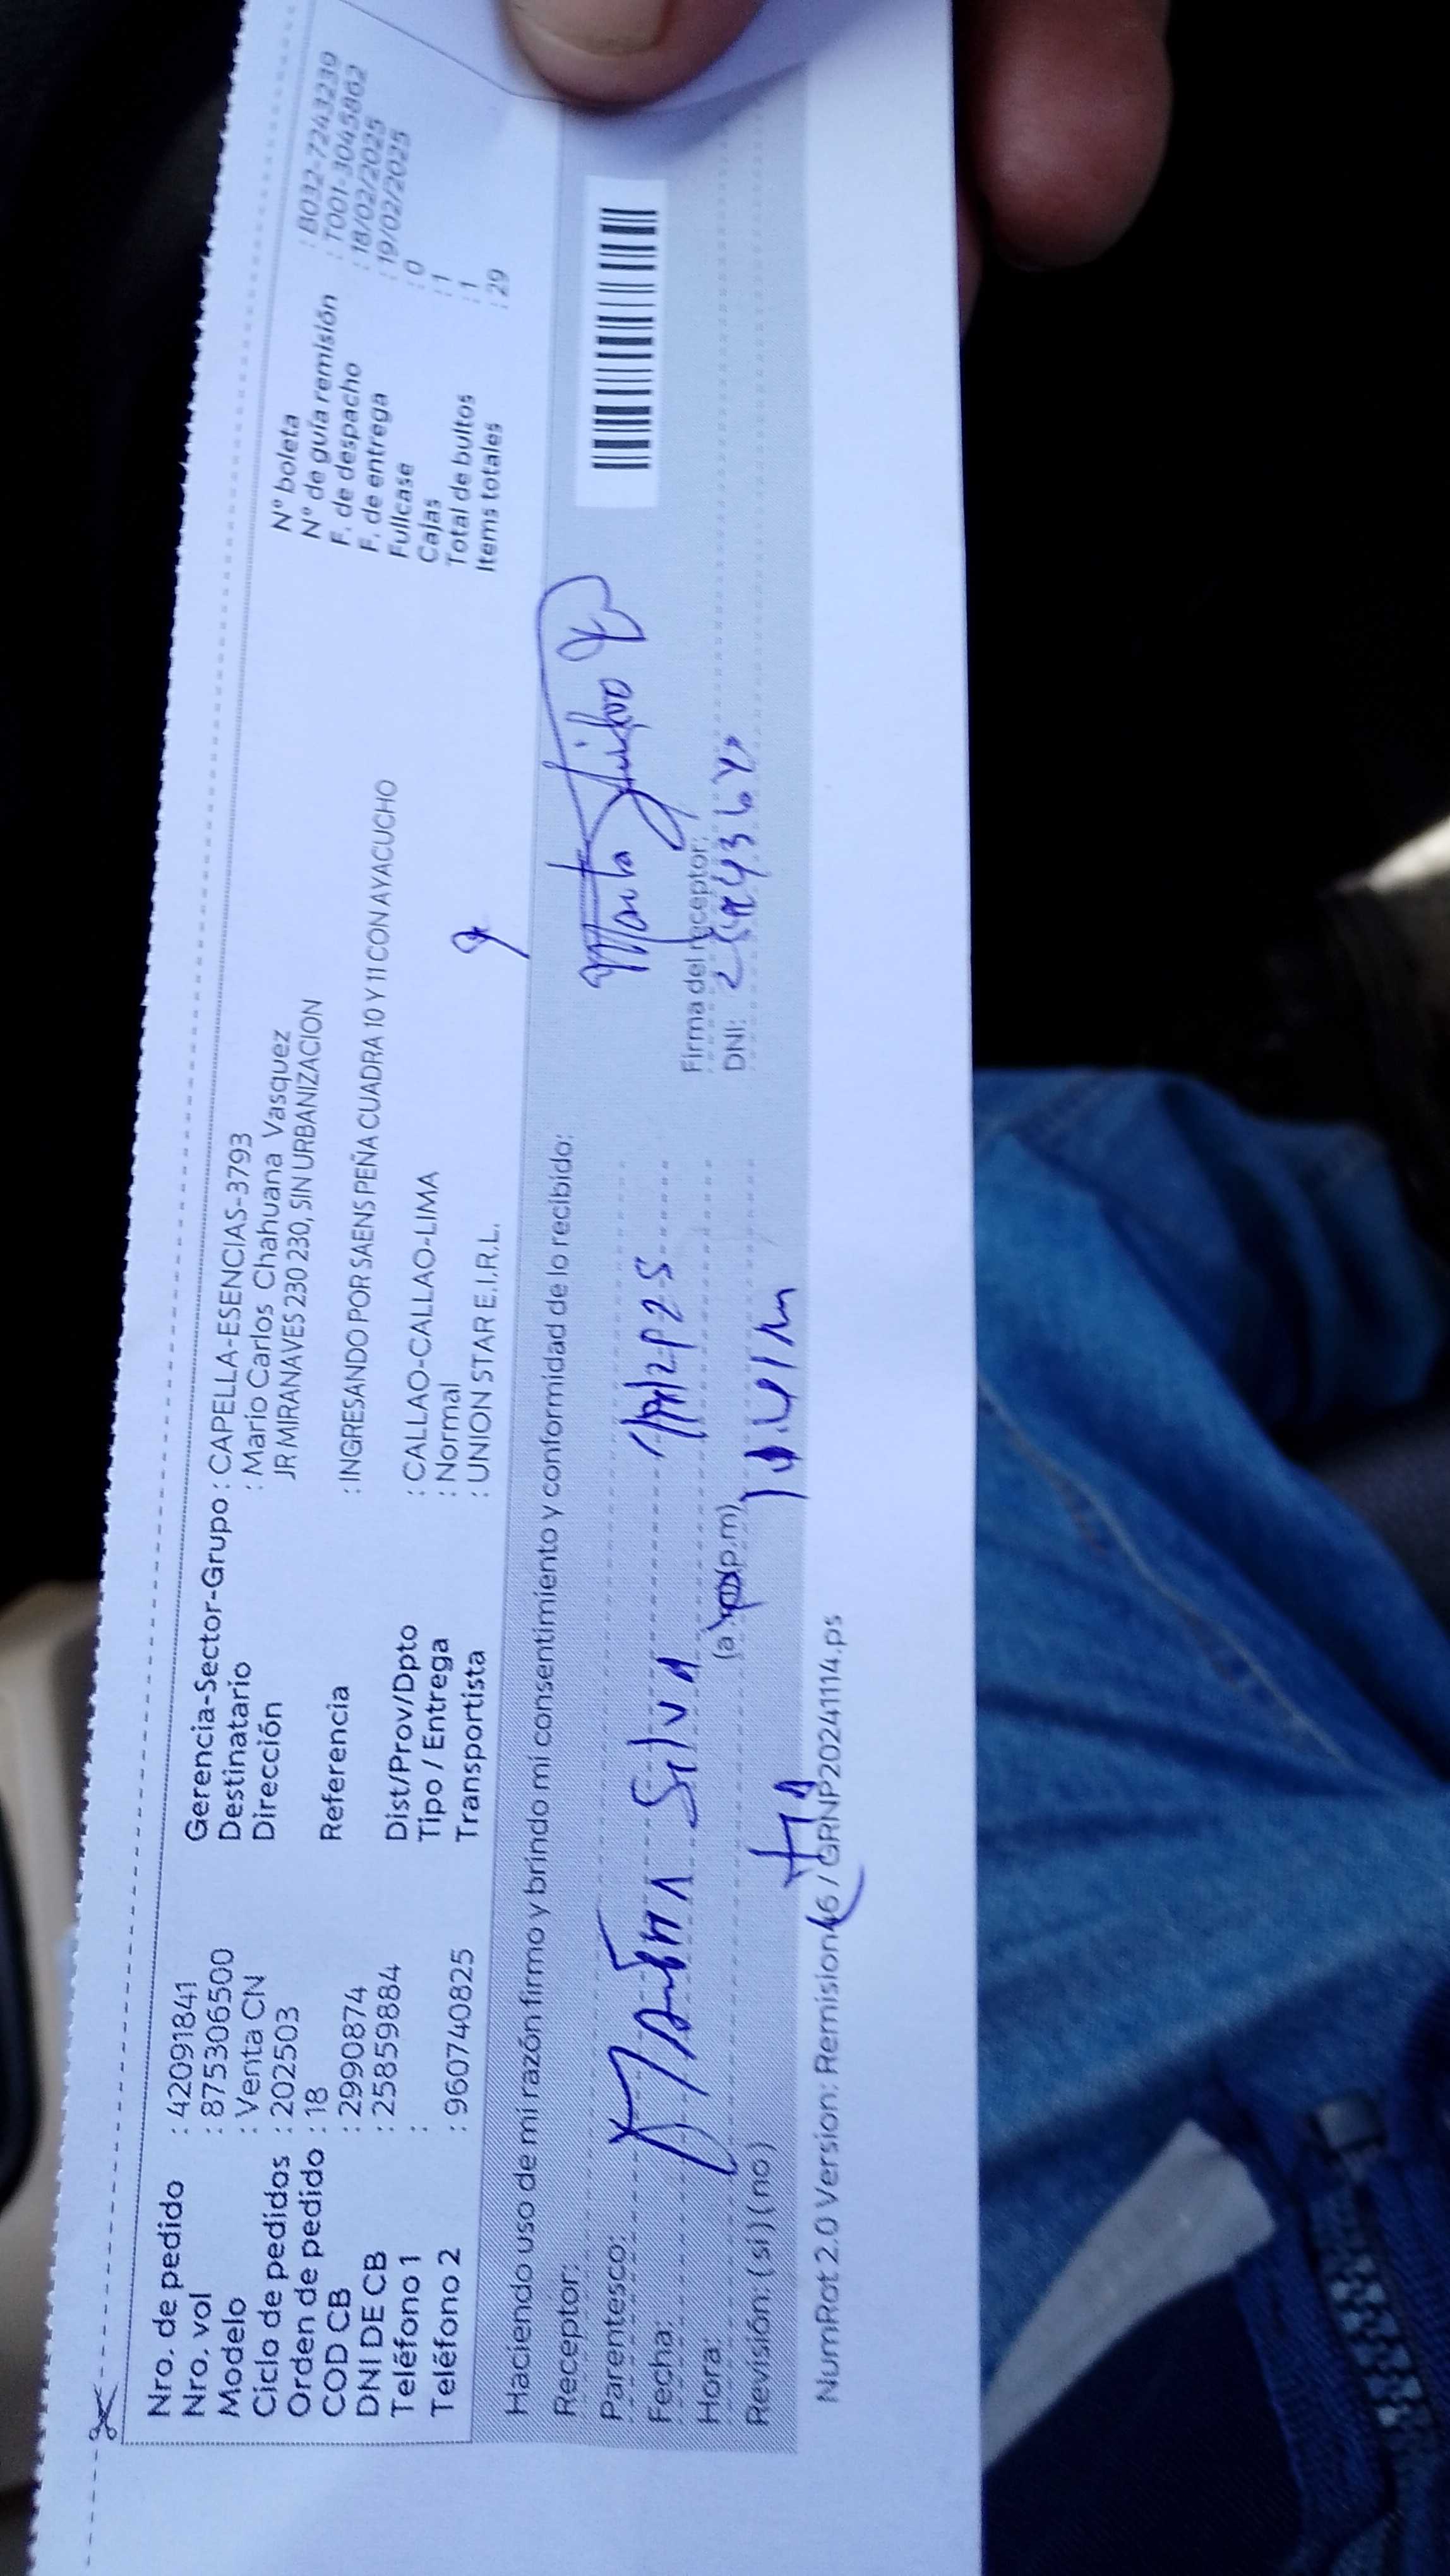 Nro. de pedido : 42091841
Nro. vol : 875306500
Modelo : Venta CN
Ciclo de pedidos : 202503
Orden de pedido : 18
COD CB : 29990874
DNI DE CB : 25859884
Teléfono 1 :
Teléfono 2 : 960740825
Gerencia-Sector-Grupo : CAPELLA-ESENCIAS-3793
Destinatario : Mario Carlos Chahuana Vasquez
Dirección JR MIRANAVES 230 230, SIN URBANIZACION
Referencia : INGRESANDO POR SAENS PEÑA CUADRA 10 Y 11 CON AYACUCHO
Dist/Prov/Dpto : CALLAO-CALLAO-LIMA
Tipo / Entrega : Normal
Transportista : UNION STAR E.I.R.L.
Nº boleta : B032-7243239
Nº de guía remisión : T001-3045862
F. de despacho : 18/02/2025
F. de entrega : 19/02/2025
Fullcase : 0
Cajas : 1
Total de bultos : 1
Items totales : 29
Haciendo uso de mi razón firmo y brindo mi consentimiento y conformidad de lo recibido:
Receptor:
Parentesco:
Fecha:
Hora: (a.m)(p.m)
Revisión: (si)(no)
Silva
Firma del receptor:
DNI:
NumRot 2.0 Version: Remision46 / GRNP20241114.ps